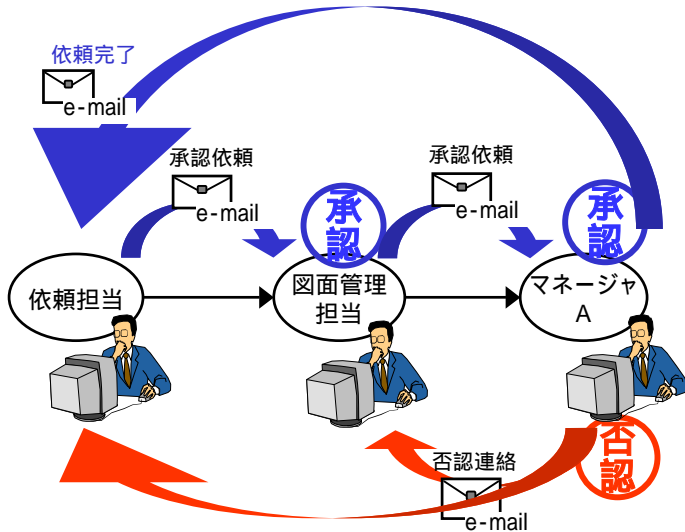 依頼完了
e-mail
承認依頼
e-mail
承認依頼
e-mail
承認
承認
依頼担当
図面管理
担当
マネージャ
A
否認連絡
e-mail
否認